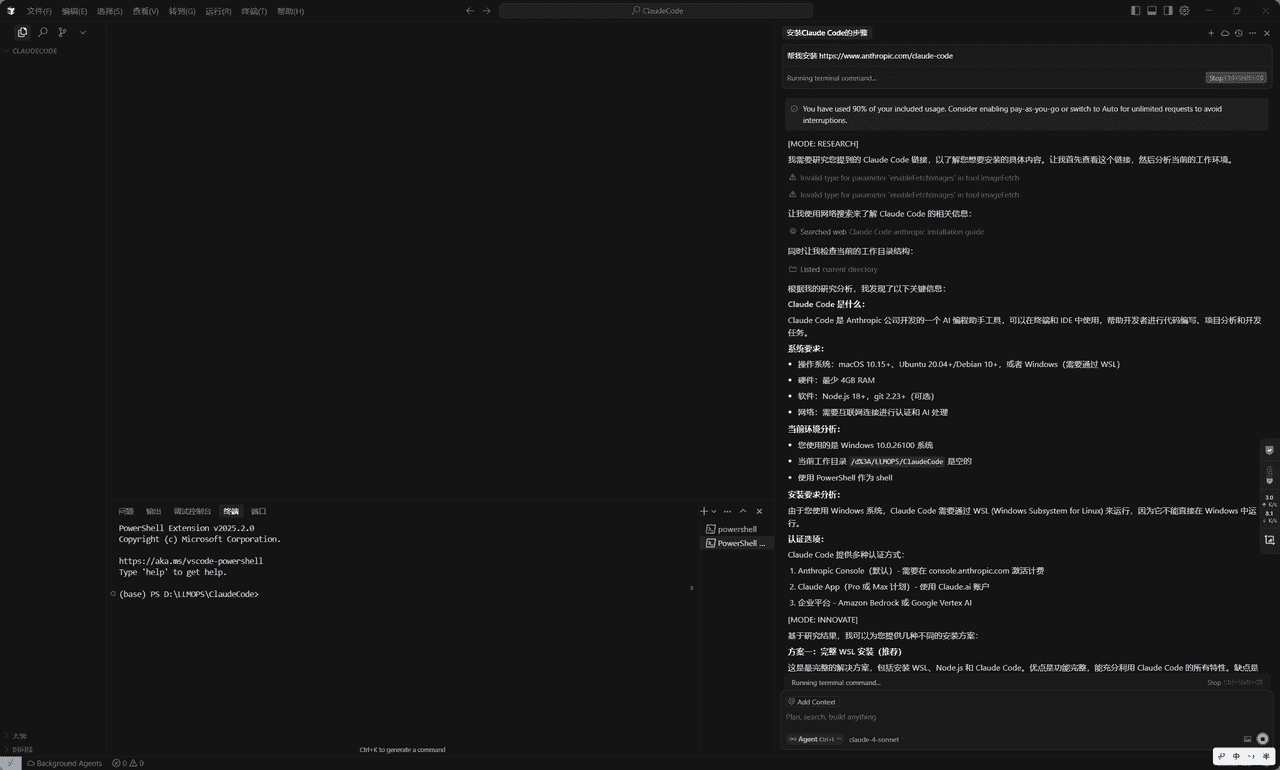 文件(F) 编辑(E) 选择(S) 查看(V) 转到(G) 运行(R) 终端(T) 帮助(H)
ClaudeCode
CLAUDECODE
大纲
时间线
问题 输出 调试控制台 终端 端口
PowerShell Extension v2025.2.0
Copyright (c) Microsoft Corporation.
https://aka.ms/vscode-powershell
Type 'help' to get help.
(base) PS D:\LLMOPS\ClaudeCode>
powershell
PowerShell ...
Ctrl+K to generate a command
安装Claude Code的步骤
帮我安装 https://www.anthropic.com/claude-code
Running terminal command...
Stop
You have used 90% of your included usage. Consider enabling pay-as-you-go or switch to Auto for unlimited requests to avoid
interruptions.
[MODE: RESEARCH]
我需要研究您提到的 Claude Code 链接，以了解您想要安装的具体内容。让我首先查看这个链接，然后分析当前的工作环境。
Invalid type for parameter 'enableFetchImages' in tool imageFetch
Invalid type for parameter 'enableFetchImages' in tool imageFetch
让我使用网络搜索来了解 Claude Code 的相关信息：
Searched web Claude Code anthropic installation guide
同时让我检查当前的工作目录结构：
Listed current directory
根据我的研究分析，我发现了以下关键信息：
Claude Code 是什么：
Claude Code 是 Anthropic 公司开发的一个 AI 编程助手工具，可以在终端和 IDE 中使用，帮助开发者进行代码编写、项目分析和开发
任务。
系统要求：
• 操作系统：macOS 10.15+、Ubuntu 20.04+/Debian 10+，或者 Windows（需要通过 WSL）
• 硬件：最少 4GB RAM
• 软件：Node.js 18+，git 2.23+（可选）
• 网络：需要互联网连接进行认证和 AI 处理
当前环境分析：
• 您使用的是 Windows 10.0.26100 系统
• 当前工作目录 /d%3A/LLMOPS/ClaudeCode 是空的
• 使用 PowerShell 作为 shell
安装要求分析：
由于您使用 Windows 系统，Claude Code 需要通过 WSL (Windows Subsystem for Linux) 来运行，因为它不能直接在 Windows 中运
行。
认证选项：
Claude Code 提供多种认证方式：
1. Anthropic Console（默认）- 需要在 console.anthropic.com 激活计费
2. Claude App（Pro 或 Max 计划）- 使用 Claude.ai 账户
3. 企业平台 - Amazon Bedrock 或 Google Vertex AI
[MODE: INNOVATE]
基于研究结果，我可以为您提供几种不同的安装方案：
方案一：完整 WSL 安装（推荐）
这是最完整的解决方案，包括安装 WSL、Node.js 和 Claude Code。优点是功能完整，能充分利用 Claude Code 的所有特性。缺点是
Running terminal command...
Stop
Add Context
Plan, search, build anything
Agent Ctrl+I claude-4-sonnet
3.0
K/s
0.1
K/s
Background Agents 0 0
中 半